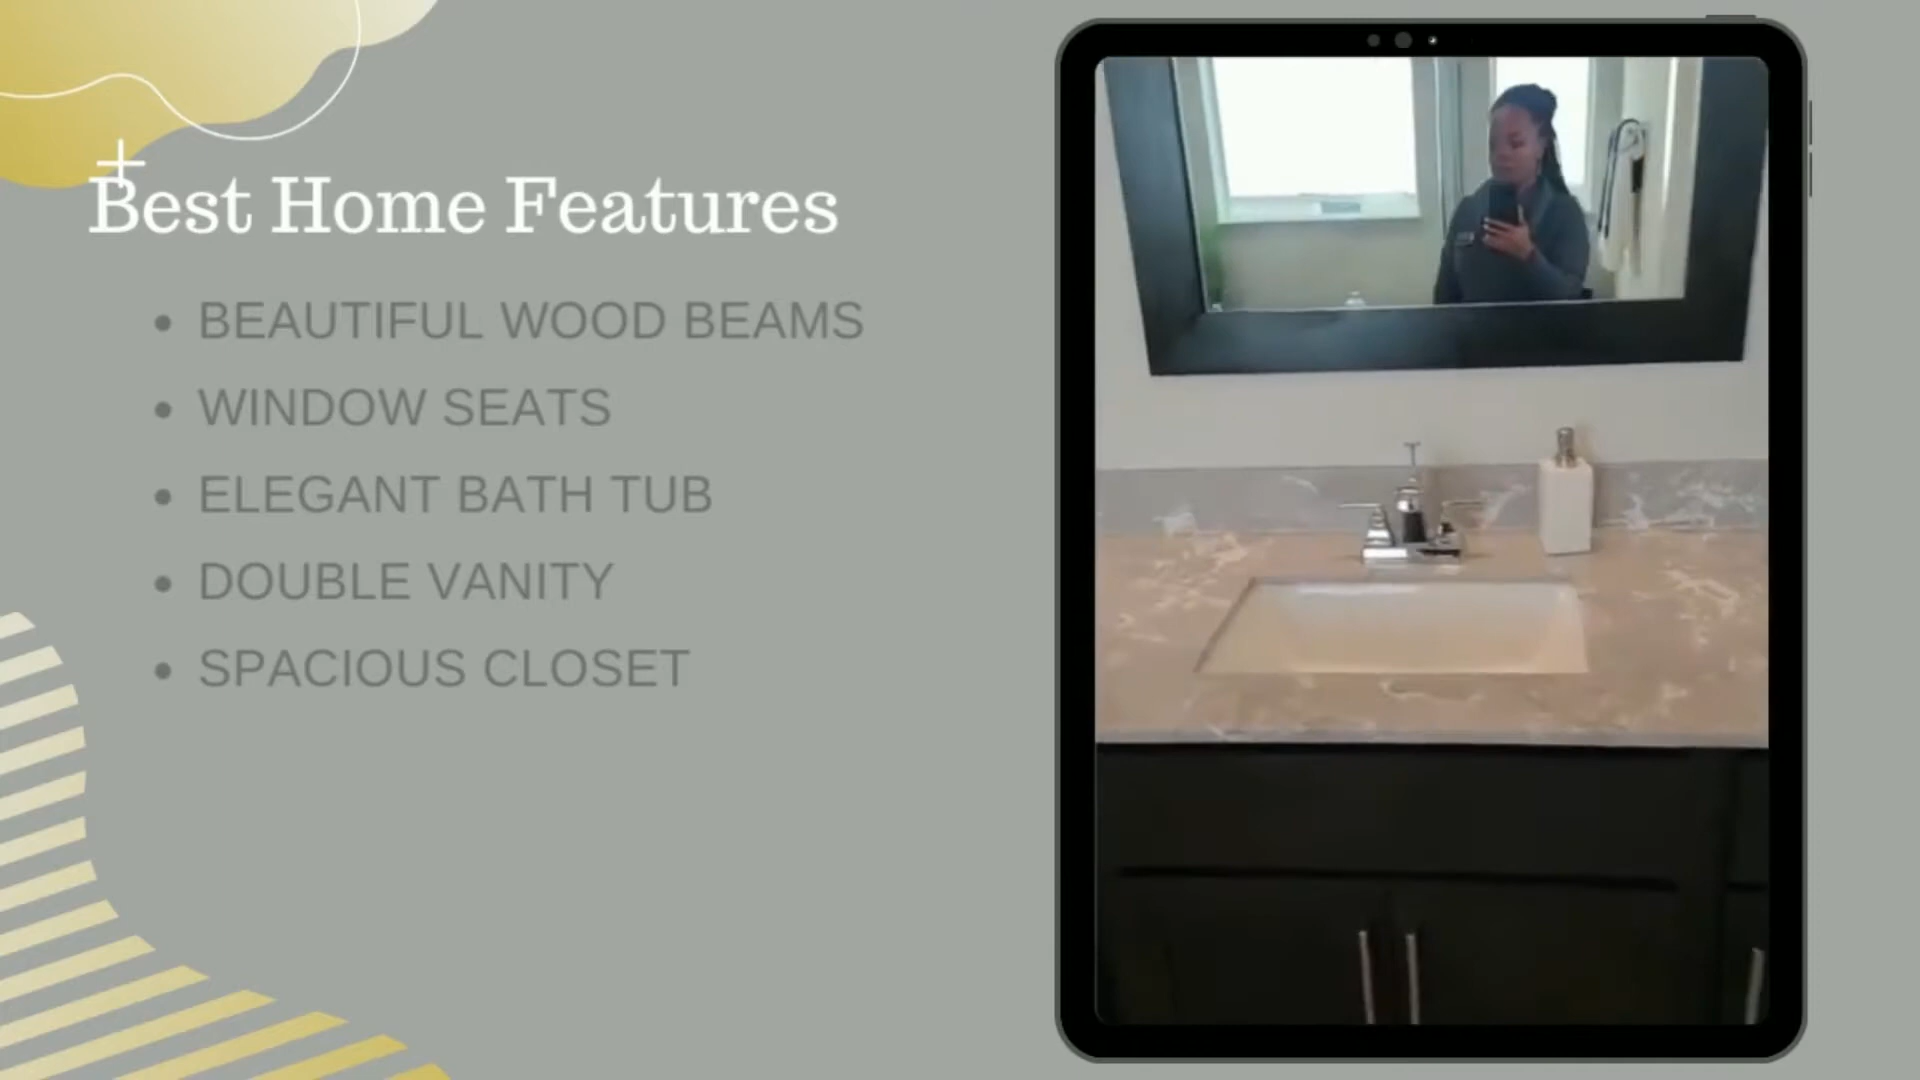 Best Home Features
BEAUTIFUL WOOD BEAMS
WINDOW SEATS
ELEGANT BATH TUB
DOUBLE VANITY
SPACIOUS CLOSET